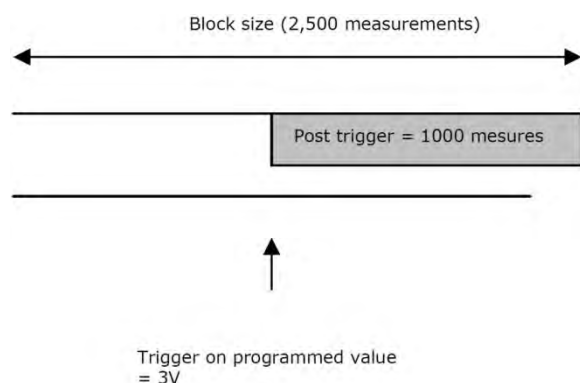 Block size (2,500 measurements)
Post trigger = 1000 mesures
Trigger on programmed value
= 3V